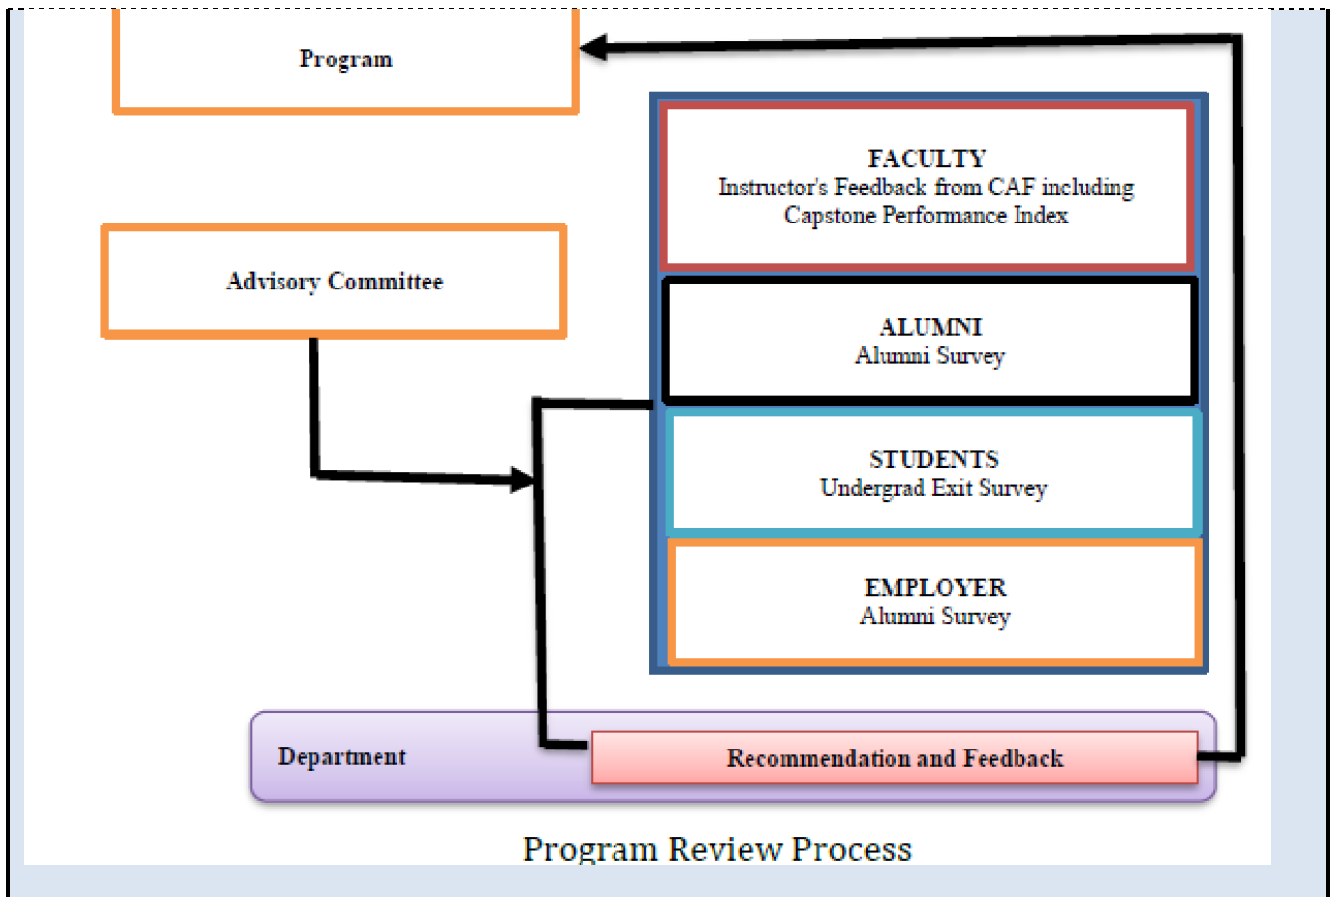 Program
FACULTY
Instructor's Feedback from CAF including
Capstone Performance Index
Advisory Committee
ALUMNI
Alumni Survey
STUDENTS
Undergrad Exit Survey
EMPLOYER
Alumni Survey
Department
Recommendation and Feedback
Program Review Process